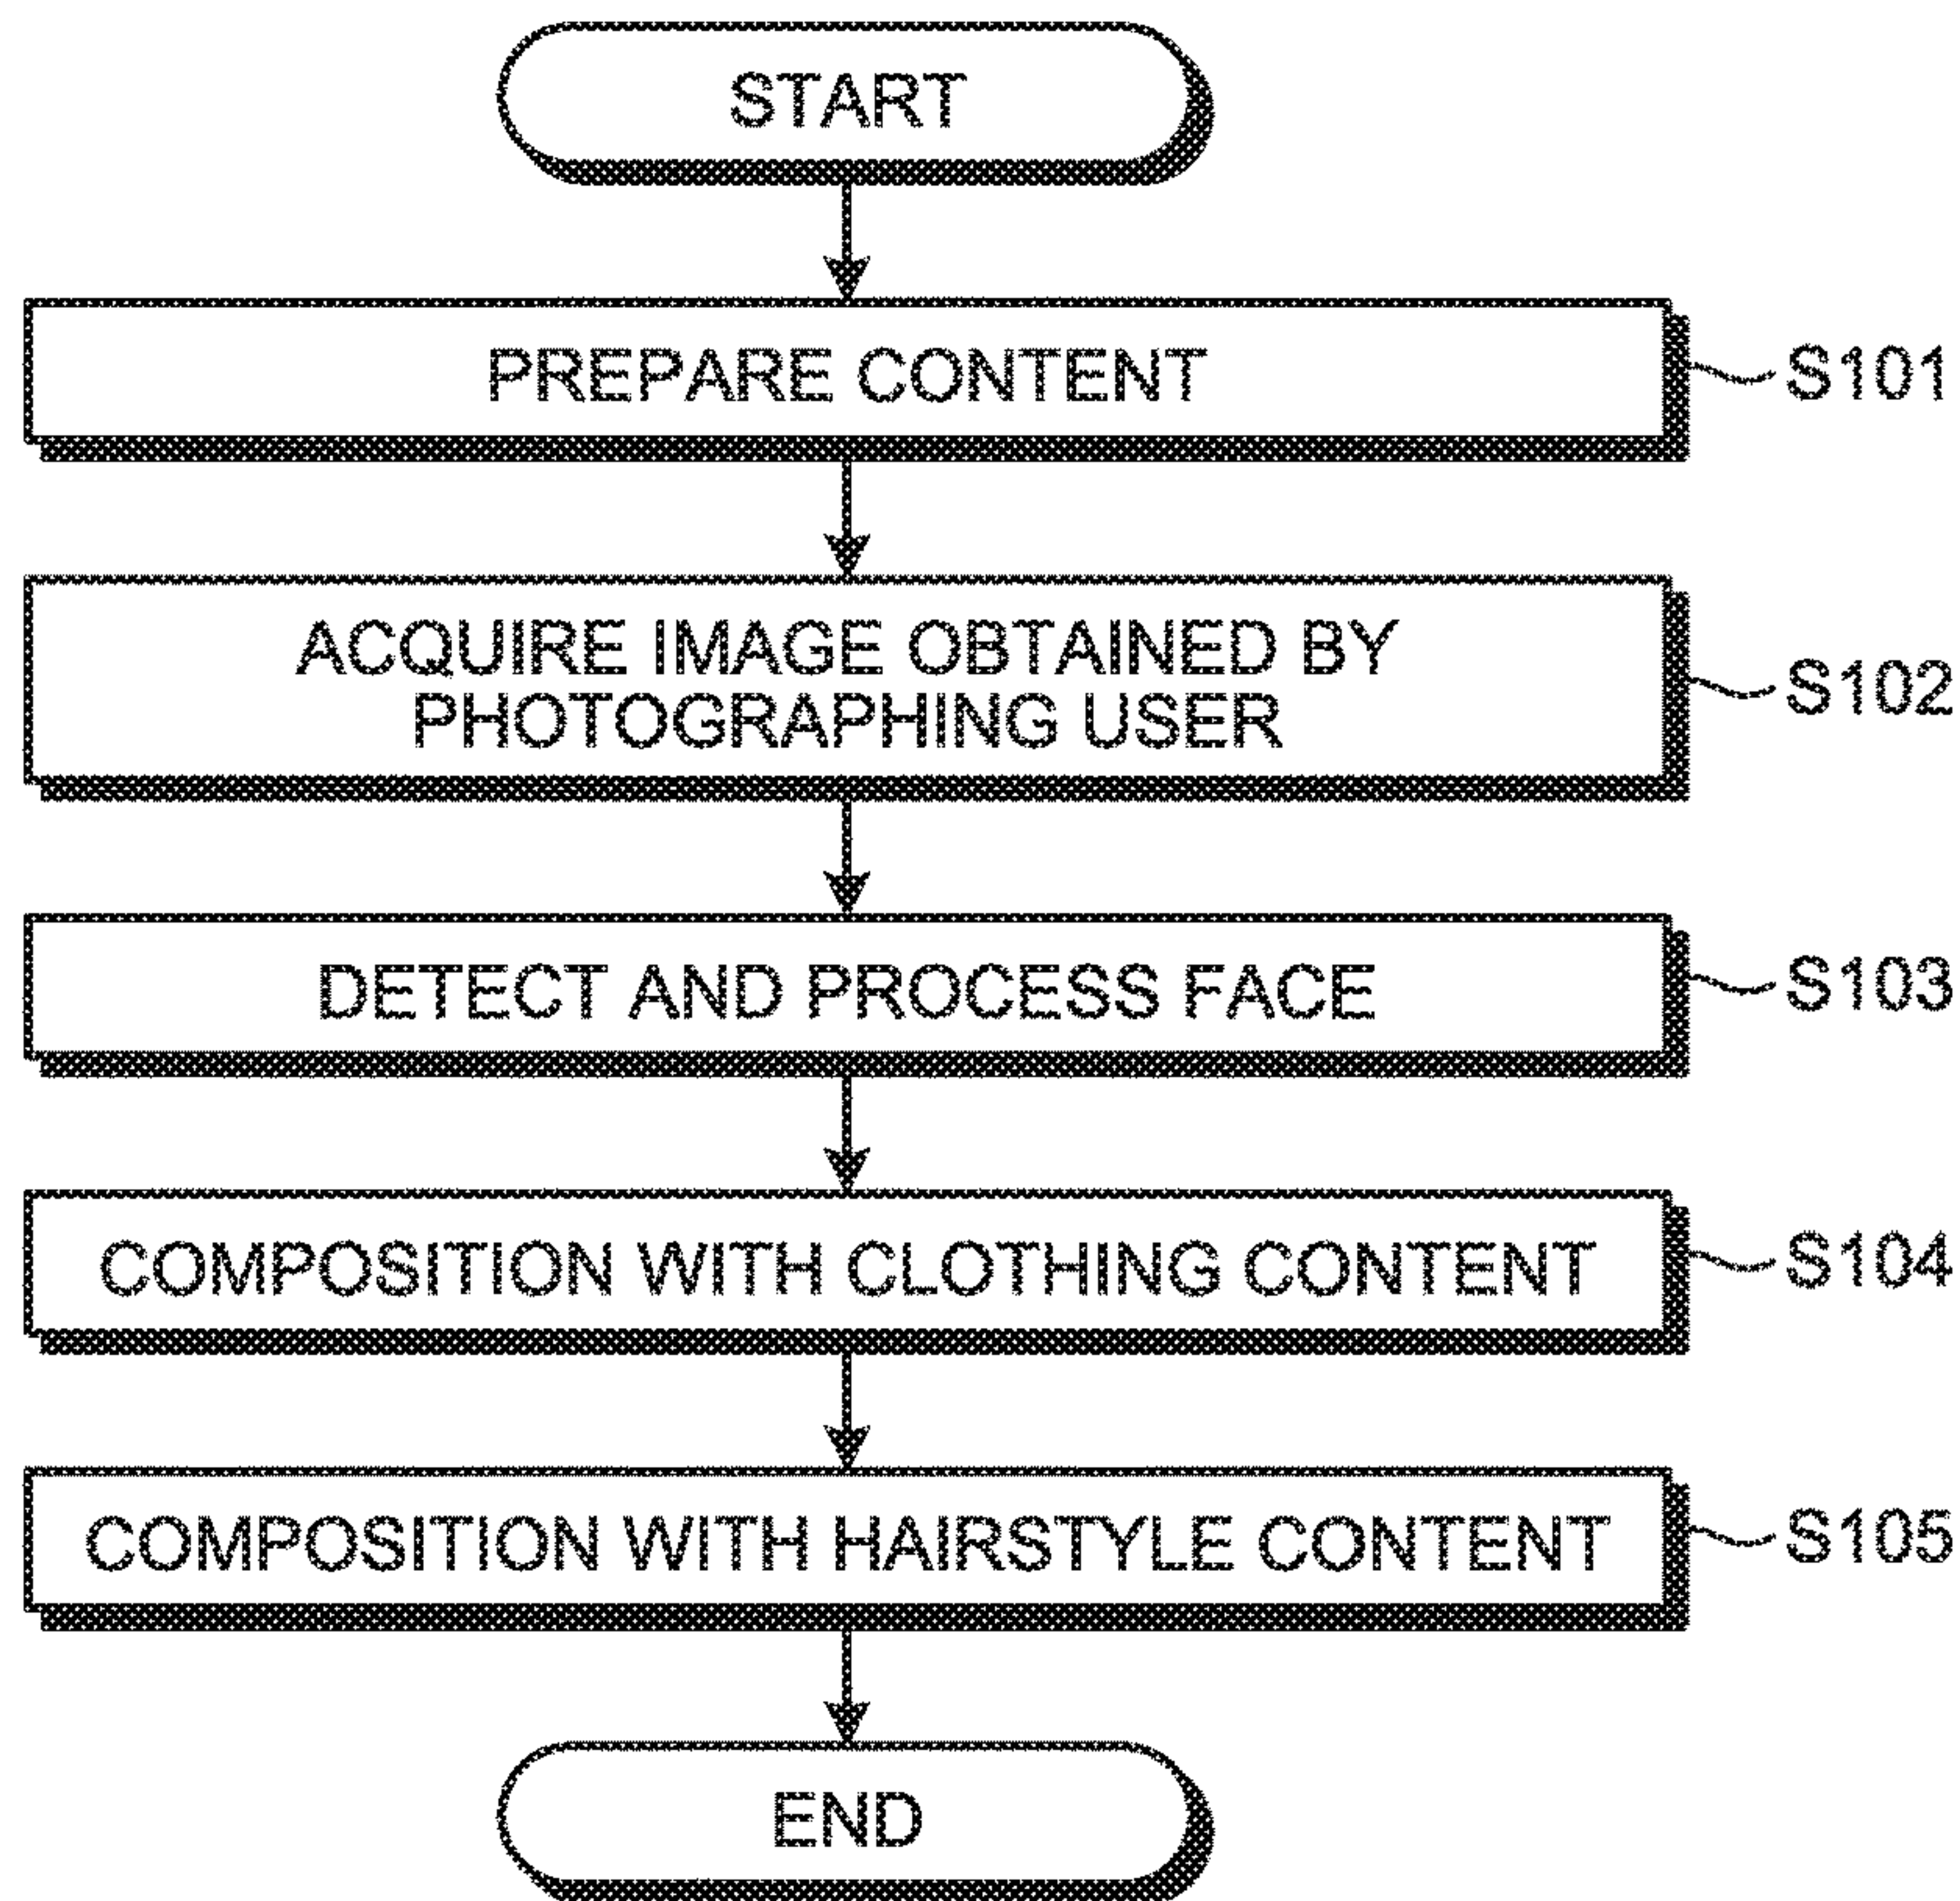 START
PREPARE CONTENT
S101
ACQUIRE IMAGE OBTAINED BY
PHOTOGRAPHING USER
S102
DETECT AND PROCESS FACE
S103
COMPOSITION WITH CLOTHING CONTENT
S104
COMPOSITION WITH HAIRSTYLE CONTENT
S105
END